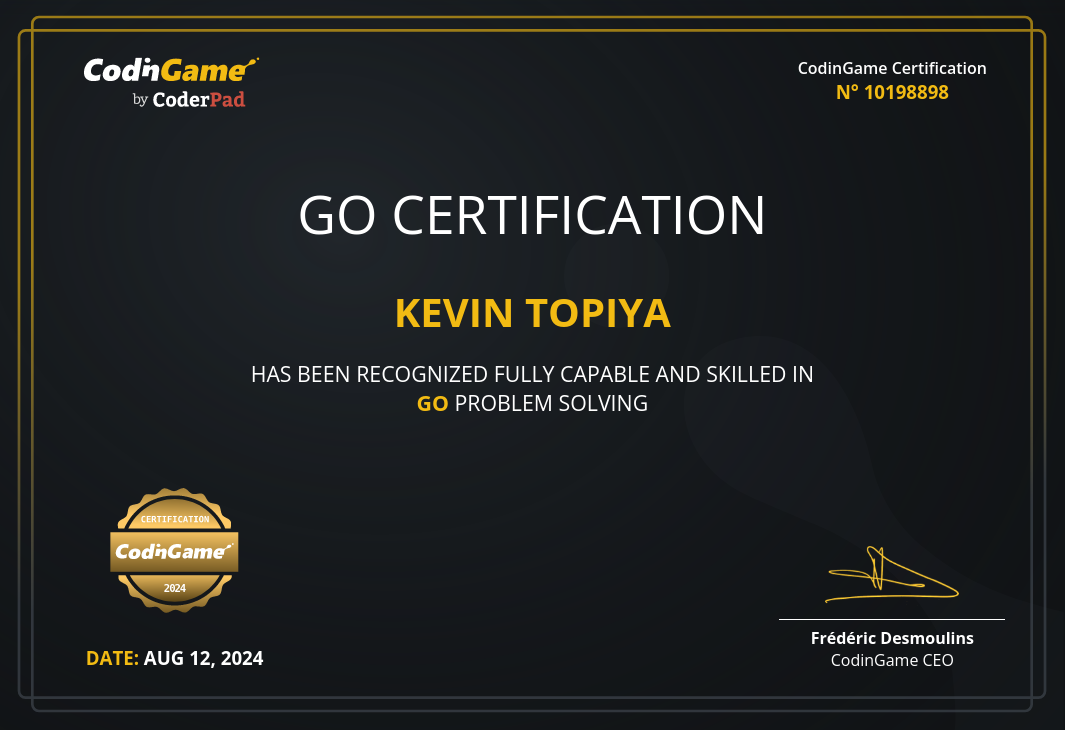 CodinGame
by CoderPad
CodinGame Certification
N° 10198898
GO CERTIFICATION
KEVIN TOPIYA
HAS BEEN RECOGNIZED FULLY CAPABLE AND SKILLED IN
GO PROBLEM SOLVING
CERTIFICATION
CodinGame
2024
DATE: AUG 12, 2024
Frédéric Desmoulins
CodinGame CEO